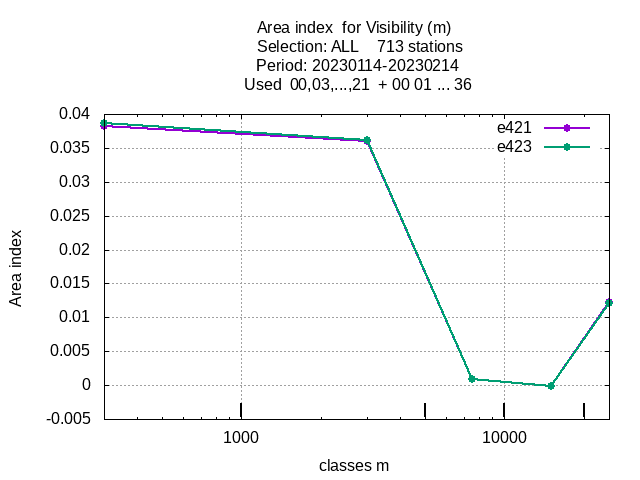 Area index  for Visibility (m)
Selection: ALL    713 stations
Period: 20230114-20230214
Used  00,03,...,21  + 00 01 ... 36
0.04
0.035
0.03
0.025
0.02
0.015
0.01
0.005
0
-0.005
Area index
e421
e423
1000
10000
classes m